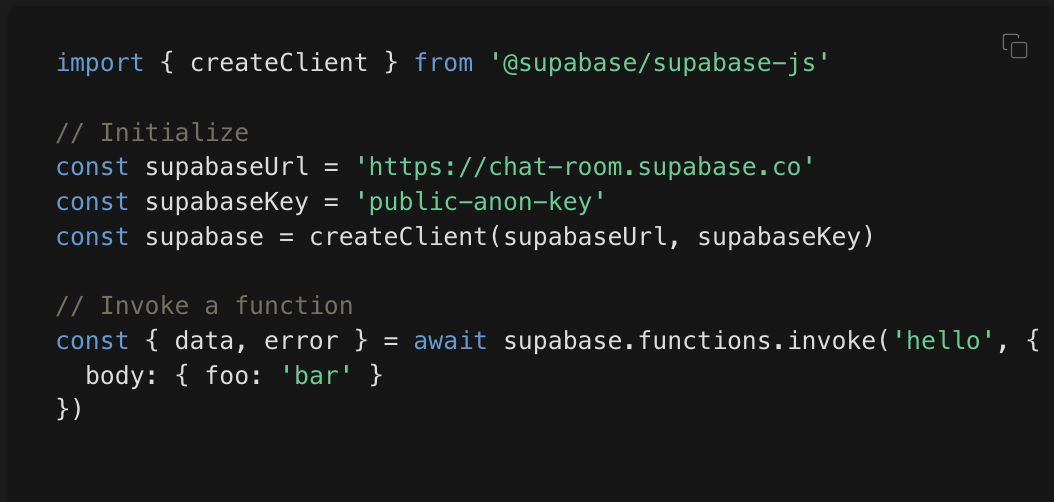 import { createClient } from '@supabase/supabase-js'
// Initialize
const supabaseUrl = 'https://chat-room.supabase.co'
const supabaseKey = 'public-anon-key'
const supabase = createClient(supabaseUrl, supabaseKey)
// Invoke a function
const { data, error } = await supabase.functions.invoke('hello', {
  body: { foo: 'bar' }
})